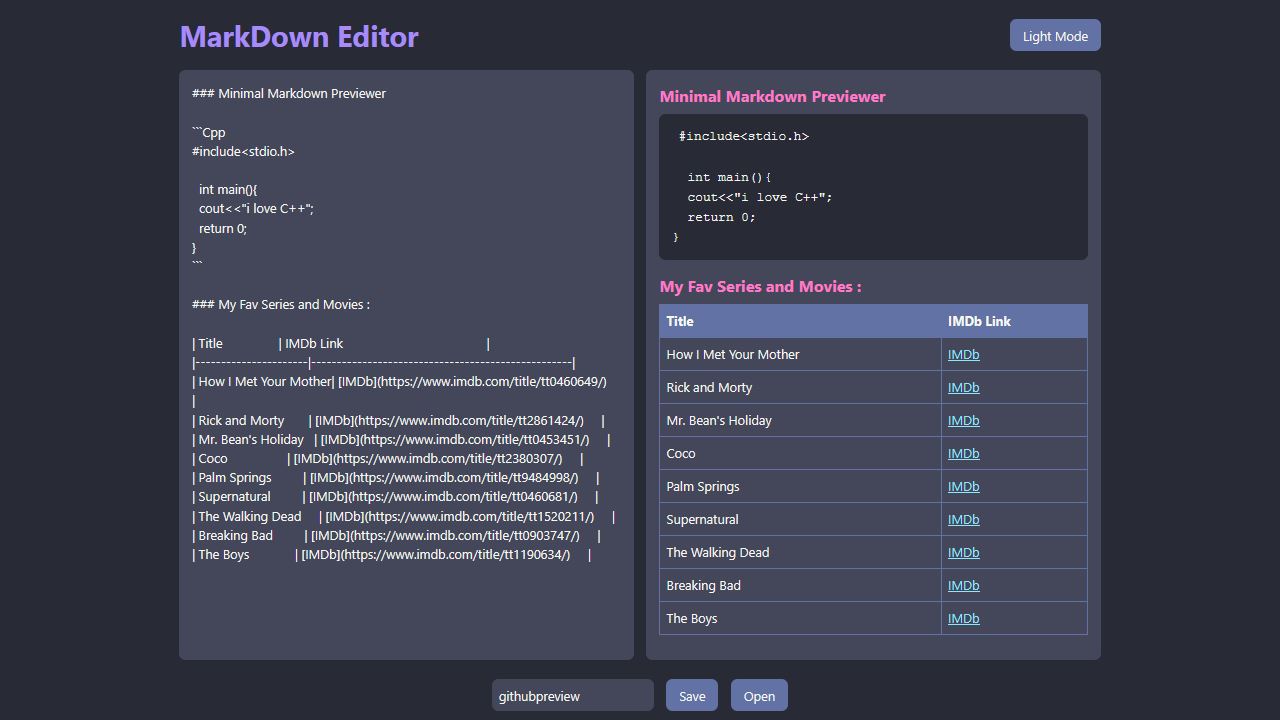 MarkDown Editor
Light Mode
### Minimal Markdown Previewer
```Cpp
#include<stdio.h>
int main(){
cout<<"i love C++";
return 0;
}
```
### My Fav Series and Movies :
| Title | IMDb Link |
|----------------------|---------------------------------------------------|
| How I Met Your Mother| [IMDb](https://www.imdb.com/title/tt0460649/)
|
| Rick and Morty | [IMDb](https://www.imdb.com/title/tt2861424/) |
| Mr. Bean's Holiday | [IMDb](https://www.imdb.com/title/tt0453451/) |
| Coco | [IMDb](https://www.imdb.com/title/tt2380307/) |
| Palm Springs | [IMDb](https://www.imdb.com/title/tt9484998/) |
| Supernatural | [IMDb](https://www.imdb.com/title/tt0460681/) |
| The Walking Dead | [IMDb](https://www.imdb.com/title/tt1520211/) |
| Breaking Bad | [IMDb](https://www.imdb.com/title/tt0903747/) |
| The Boys | [IMDb](https://www.imdb.com/title/tt1190634/) |
Minimal Markdown Previewer
#include<stdio.h>
int main(){
cout<<"i love C++";
return 0;
}
My Fav Series and Movies :
Title IMDb Link
How I Met Your Mother IMDb
Rick and Morty IMDb
Mr. Bean's Holiday IMDb
Coco IMDb
Palm Springs IMDb
Supernatural IMDb
The Walking Dead IMDb
Breaking Bad IMDb
The Boys IMDb
githubpreview Save Open